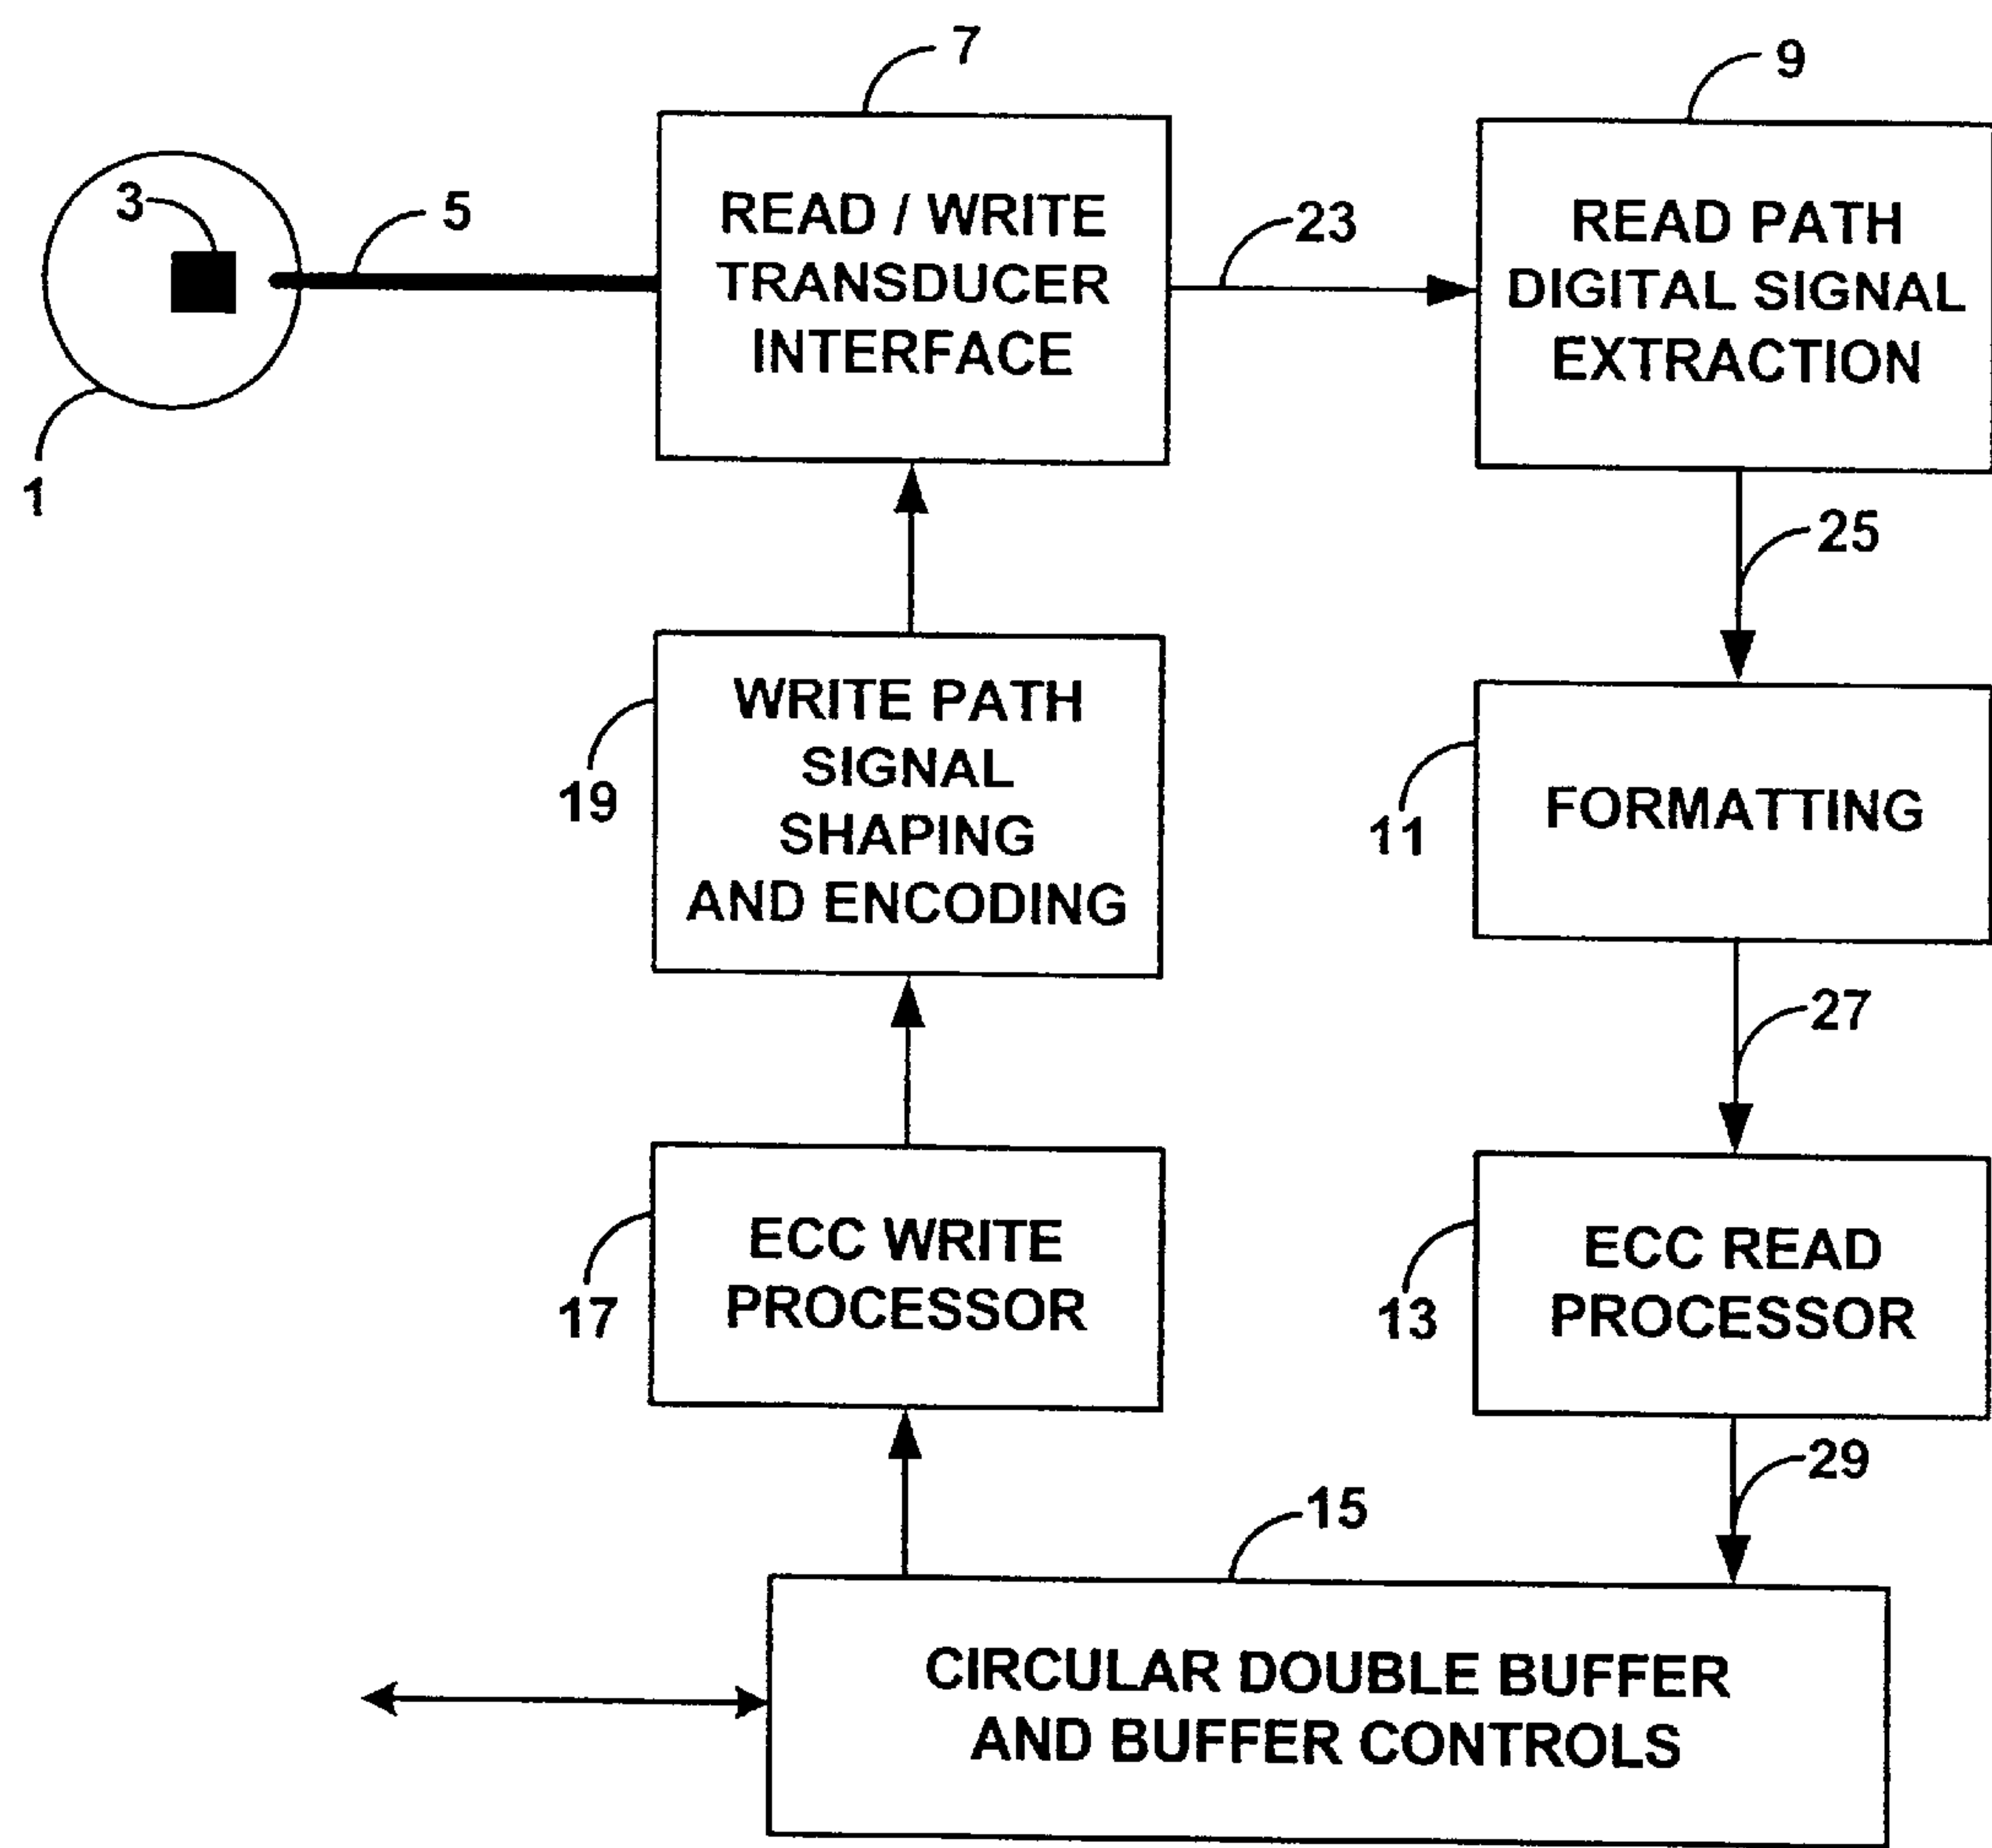 7
9
3
5
READ / WRITE
TRANSDUCER
INTERFACE
23
READ PATH
DIGITAL SIGNAL
EXTRACTION
1
25
WRITE PATH
SIGNAL
SHAPING
AND ENCODING
19
FORMATTING
11
27
ECC WRITE
PROCESSOR
17
ECC READ
PROCESSOR
13
29
15
CIRCULAR DOUBLE BUFFER
AND BUFFER CONTROLS